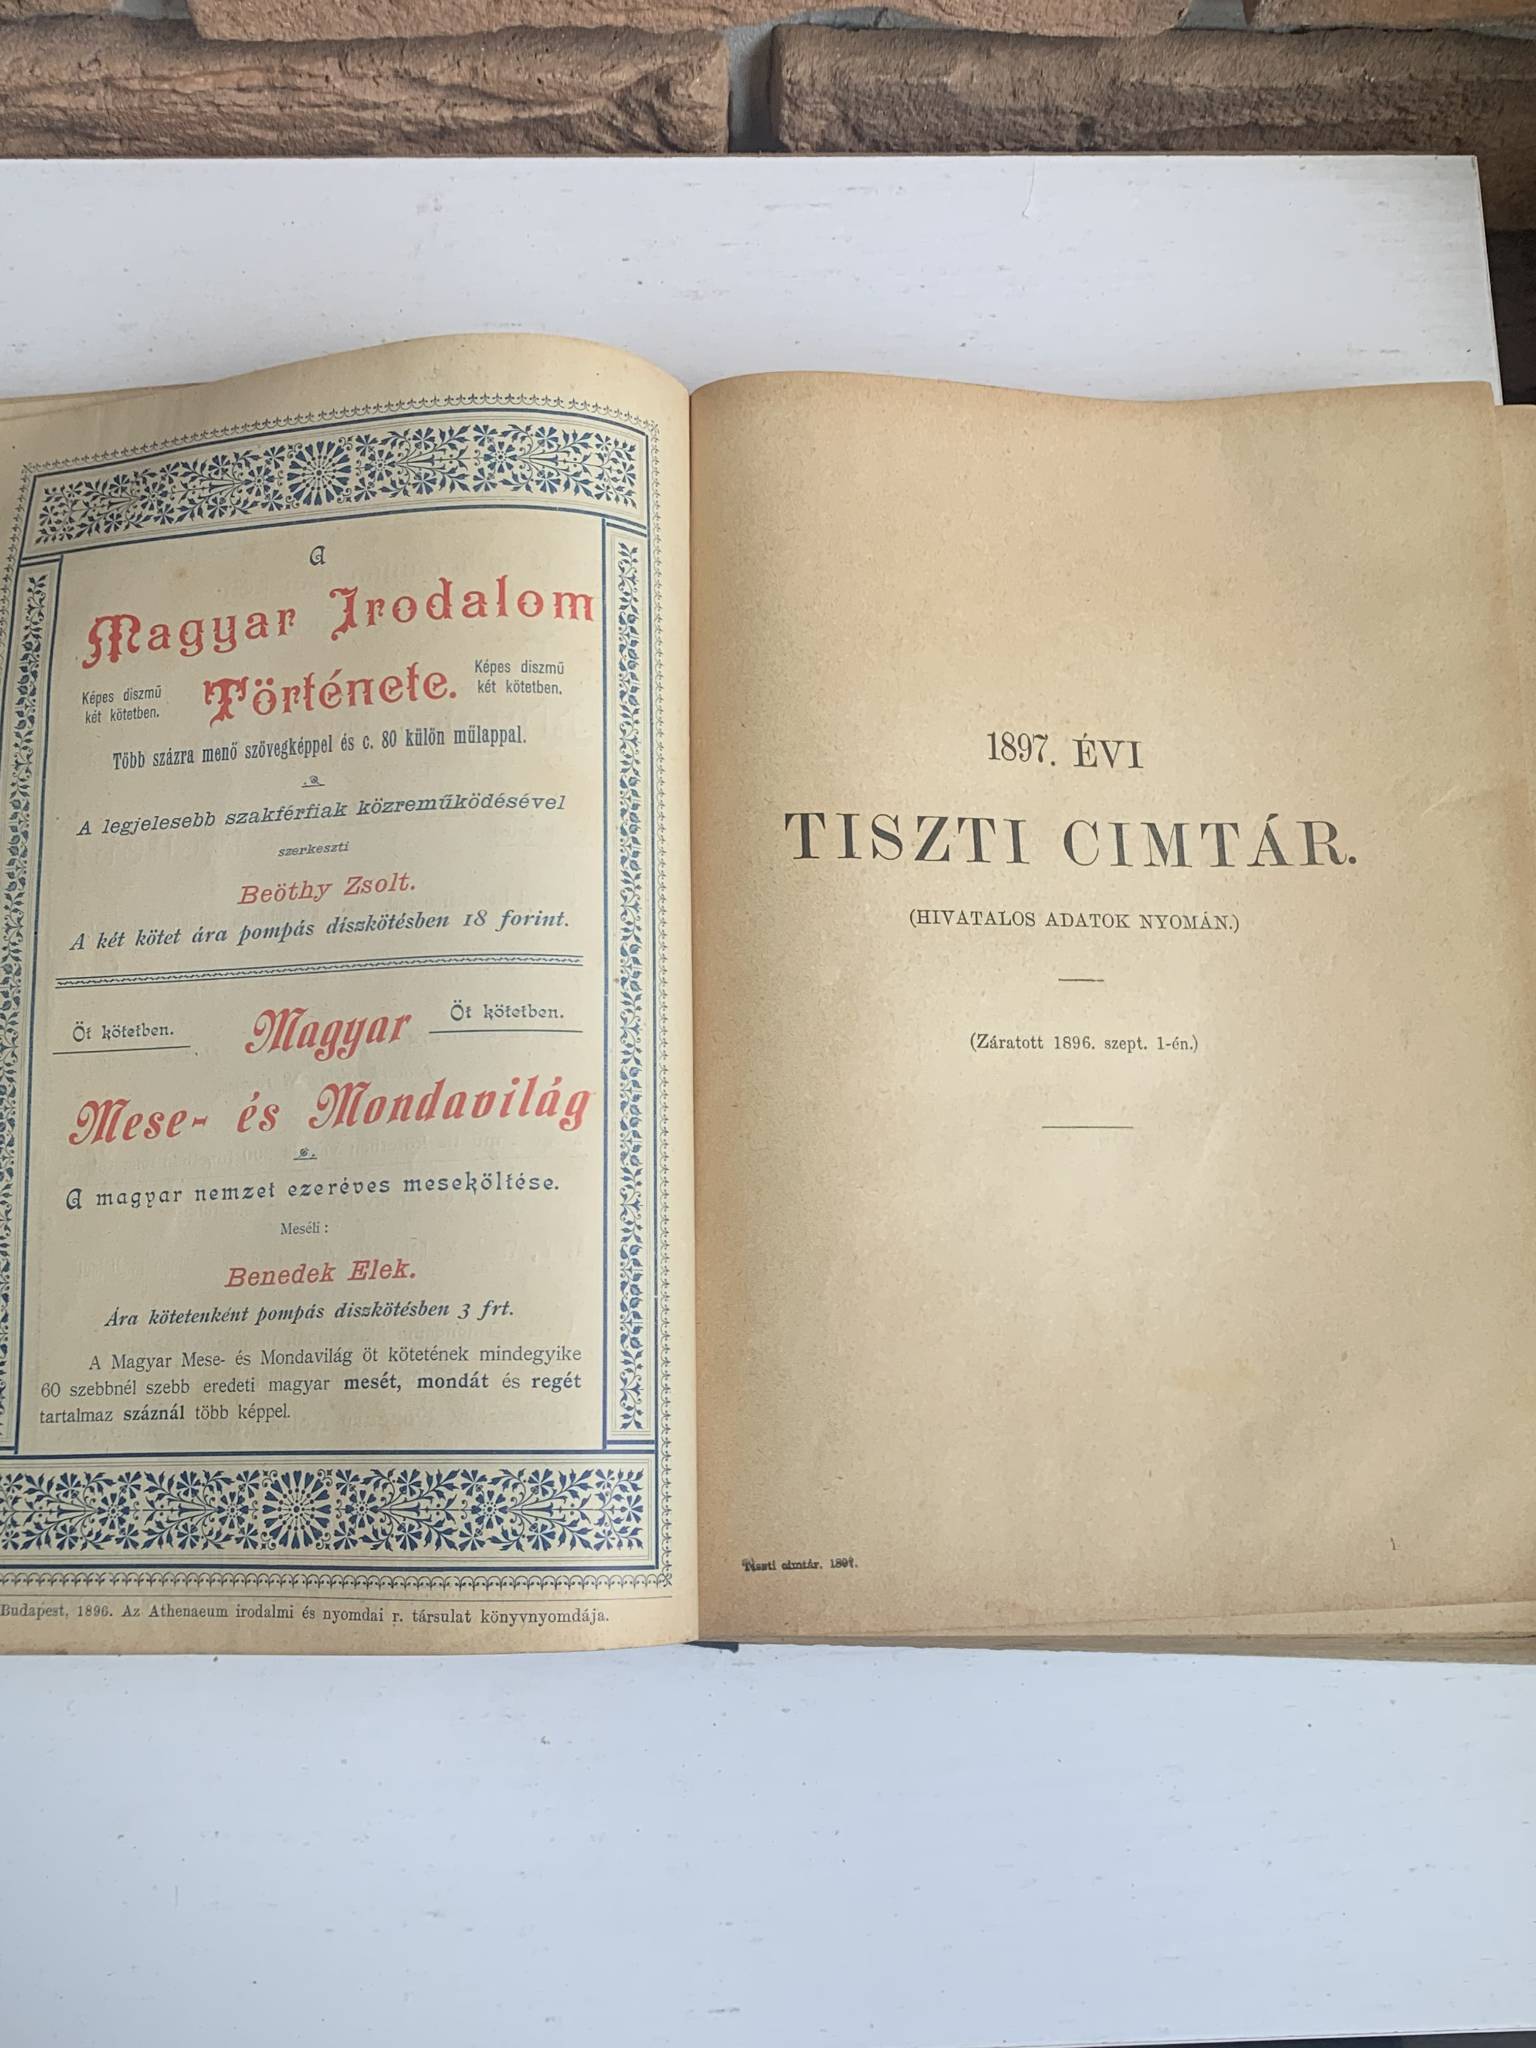 A
Magyar Irodalom
Története.
Képes diszmű
két kötetben.
Képes diszmű
két kötetben.
Több százra menő szövegképpel és c. 80 külön műlappal.
A legjelesebb szakférfiak közreműködésével
szerkeszti
Beöthy Zsolt.
A két kötet ára pompás díszkötésben 18 forint.
Öt kötetben.
Magyar
Öt kötetben.
Mese- és Mondavilág
A magyar nemzet ezeréves meseköltése.
Meséli:
Benedek Elek.
Ára kötetenként pompás diszkötésben 3 frt.
A Magyar Mese- és Mondavilág öt kötetének mindegyike
60 szebbnél szebb eredeti magyar mesét, mondát és regét
tartalmaz száznál több képpel.
Budapest, 1896. Az Athenaeum irodalmi és nyomdai r. társulat könyvnyomdája.
1897. ÉVI
TISZTI CIMTÁR.
(HIVATALOS ADATOK NYOMÁN.)
(Záratott 1896. szept. 1-én.)
Tiszti cimtár. 1897.
1